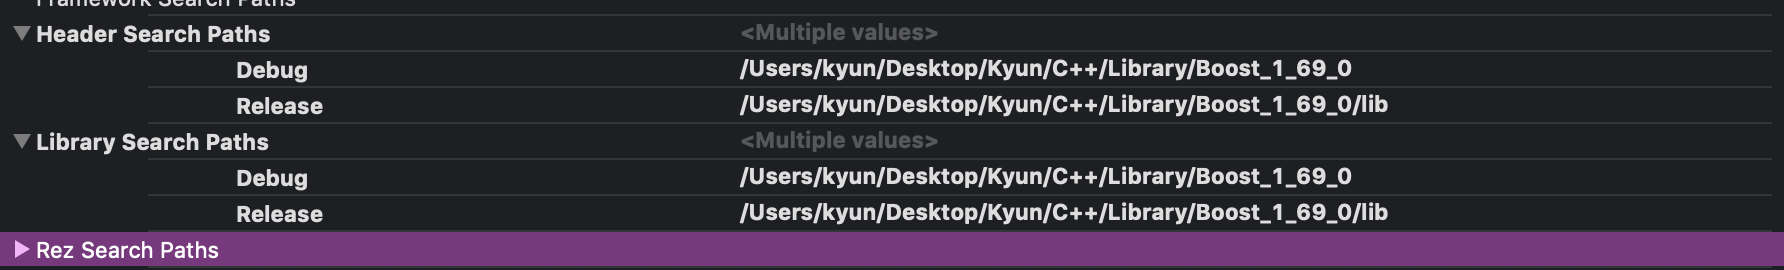 Framework Search Paths
Header Search Paths <Multiple values>
Debug /Users/kyun/Desktop/Kyun/C++/Library/Boost_1_69_0
Release /Users/kyun/Desktop/Kyun/C++/Library/Boost_1_69_0/lib
Library Search Paths <Multiple values>
Debug /Users/kyun/Desktop/Kyun/C++/Library/Boost_1_69_0
Release /Users/kyun/Desktop/Kyun/C++/Library/Boost_1_69_0/lib
Rez Search Paths